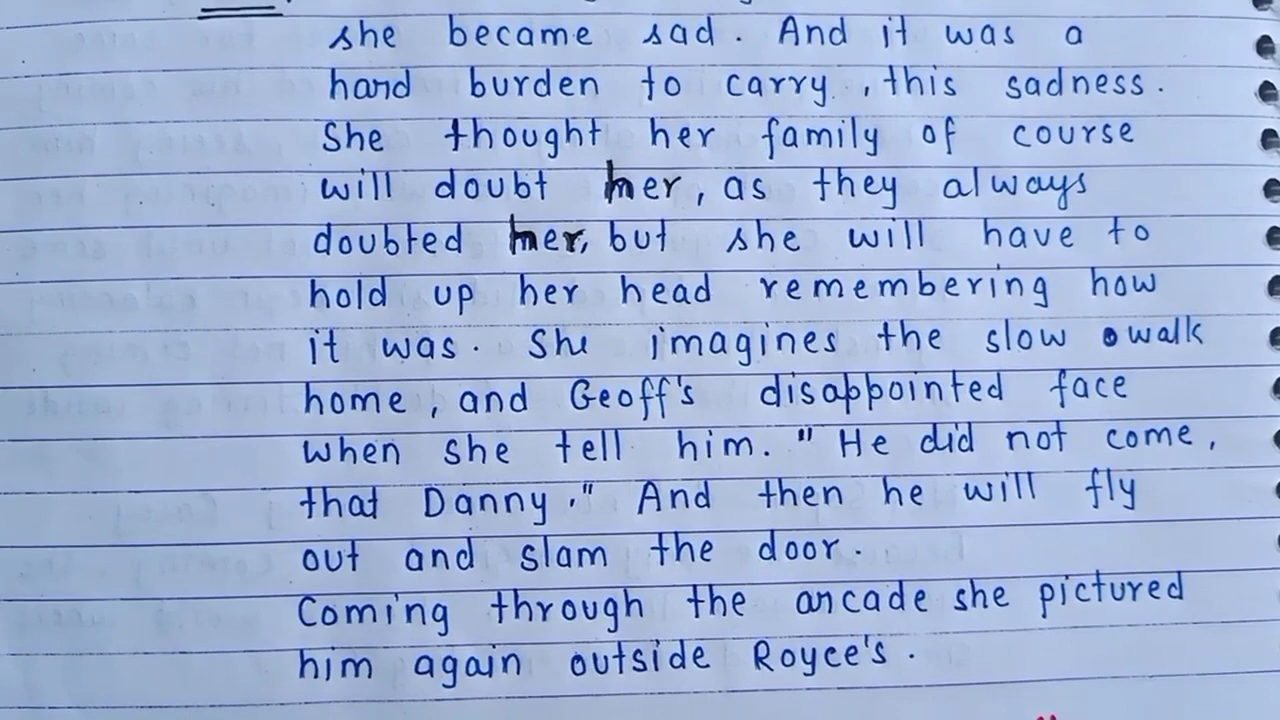 she became sad. And it was a
hard burden to carry, this sadness.
She thought her family of course
will doubt her, as they always
doubted her, but she will have to
hold up her head remembering how
it was. She imagines the slow walk
home, and Geoff's disappointed face
when she tell him. "He did not come,
that Danny." And then he will fly
out and slam the door.
Coming through the arcade she pictured
him again outside Royce's.